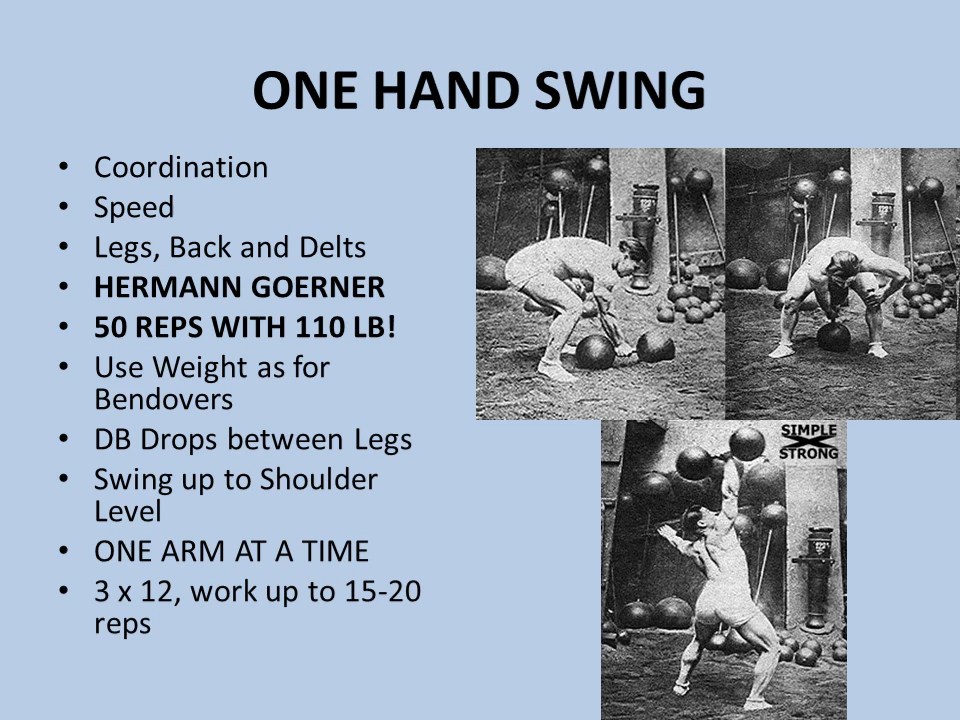 ONE HAND SWING
• Coordination
• Speed
• Legs, Back and Delts
• HERMANN GOERNER
• 50 REPS WITH 110 LB!
• Use Weight as for
Bendovers
• DB Drops between Legs
• Swing up to Shoulder
Level
• ONE ARM AT A TIME
• 3 x 12, work up to 15-20
reps
SIMPLE
STRONG